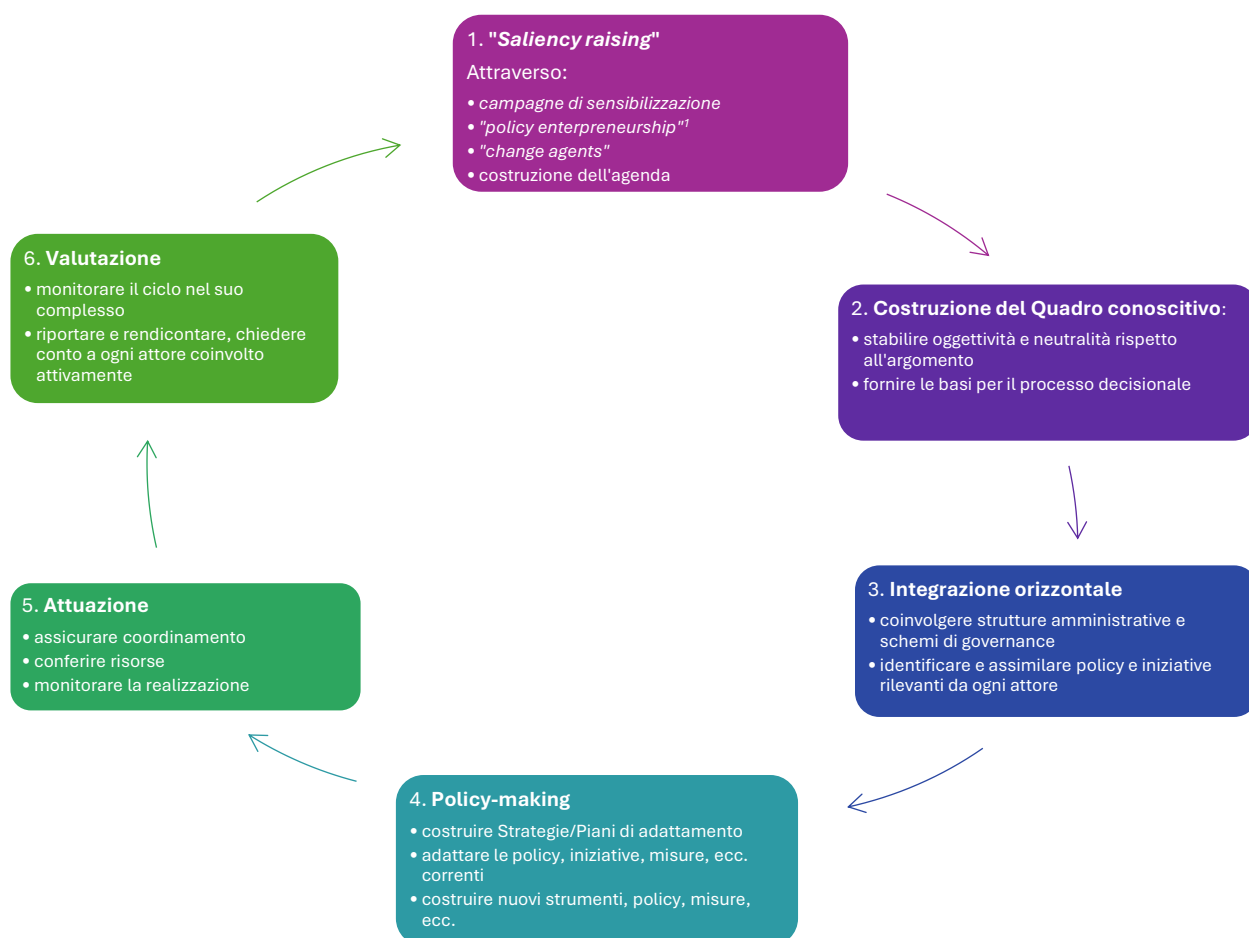 1. "Saliency raising"
Attraverso:
• campagne di sensibilizzazione
• "policy enterpreneurship"¹
• "change agents"
• costruzione dell'agenda
2. Costruzione del Quadro conoscitivo:
• stabilire oggettività e neutralità rispetto
all'argomento
• fornire le basi per il processo decisionale
3. Integrazione orizzontale
• coinvolgere strutture amministrative e
schemi di governance
• identificare e assimilare policy e iniziative
rilevanti da ogni attore
4. Policy-making
• costruire Strategie/Piani di adattamento
• adattare le policy, iniziative, misure, ecc.
correnti
• costruire nuovi strumenti, policy, misure,
ecc.
5. Attuazione
• assicurare coordinamento
• conferire risorse
• monitorare la realizzazione
6. Valutazione
• monitorare il ciclo nel suo
complesso
• riportare e rendicontare, chiedere
conto a ogni attore coinvolto
attivamente